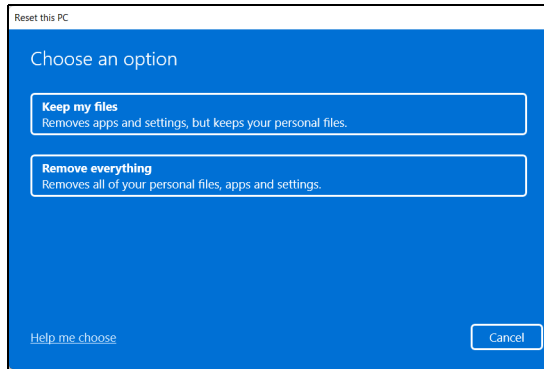 Reset this PC
Choose an option
Keep my files
Removes apps and settings, but keeps your personal files.
Remove everything
Removes all of your personal files, apps and settings.
Help me choose
Cancel